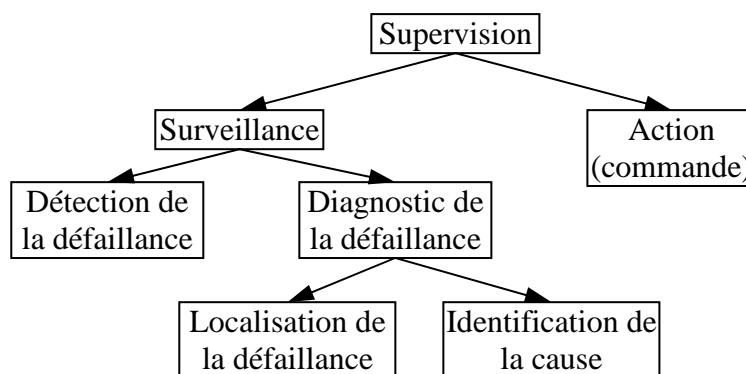 Supervision
Surveillance
Action
(commande)
Détection de
la défaillance
Diagnostic de
la défaillance
Localisation de
la défaillance
Identification de
la cause